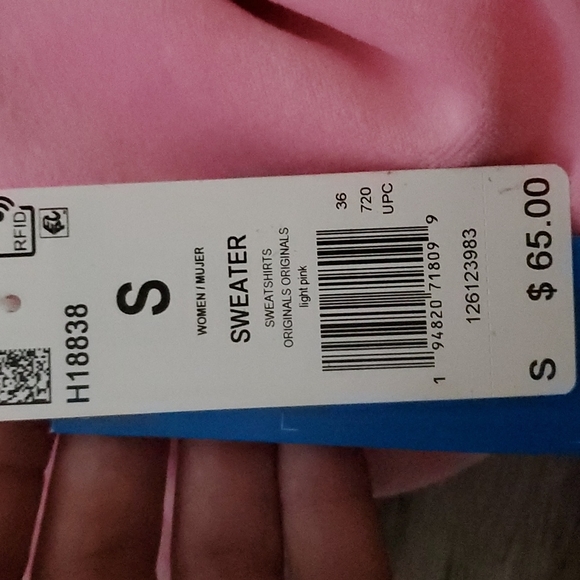 RFID
H18838
S
WOMEN / MUJER
SWEATER
SWEATSHIRTS
ORIGINALS ORIGINALS
light pink
36
720
UPC
1 94820 71809 9
126123983
S $65.00